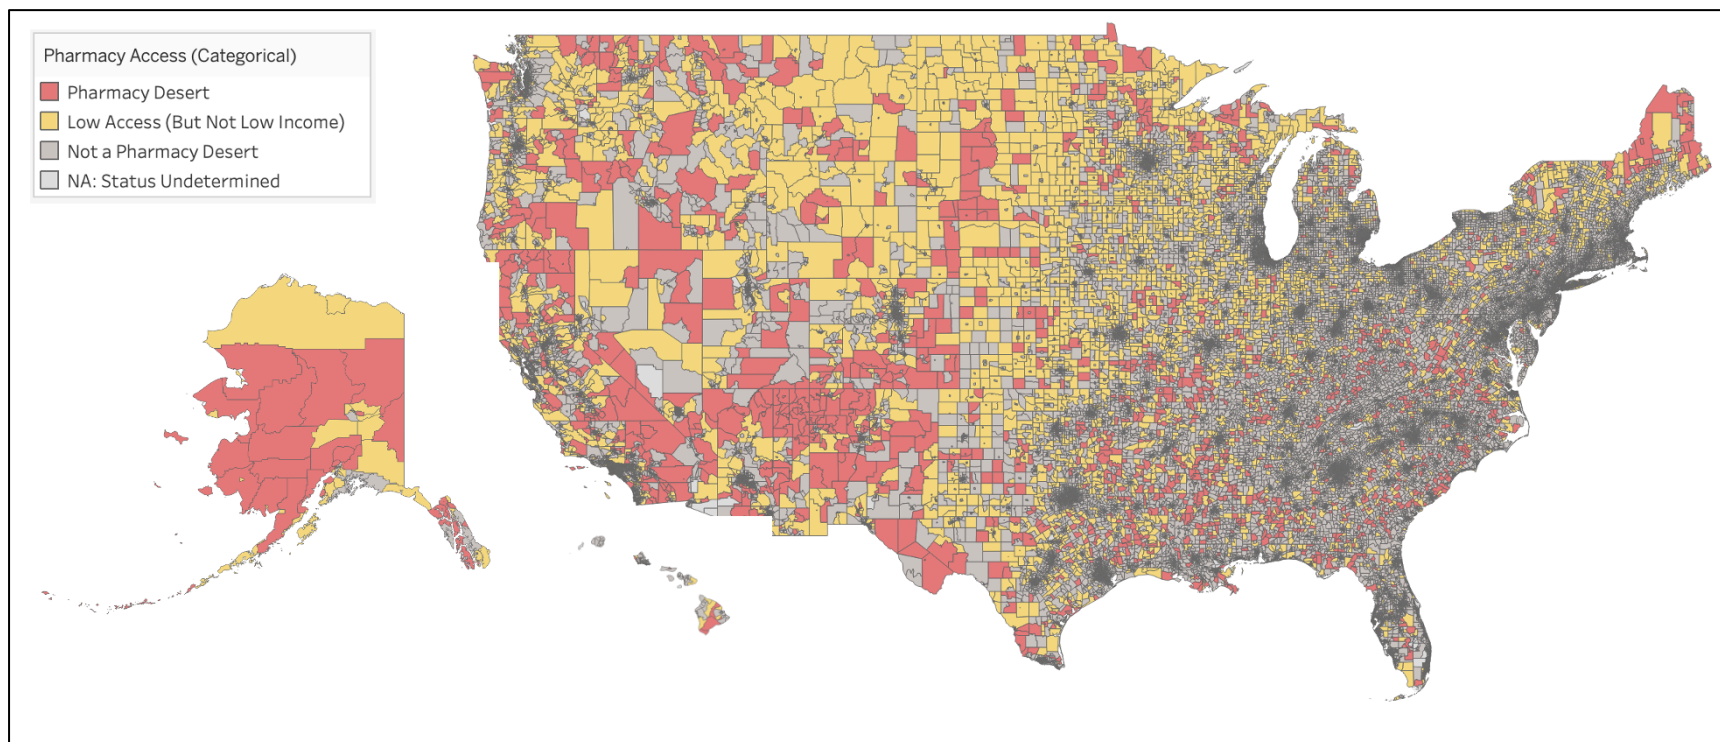 Pharmacy Access (Categorical)
Pharmacy Desert
Low Access (But Not Low Income)
Not a Pharmacy Desert
NA: Status Undetermined